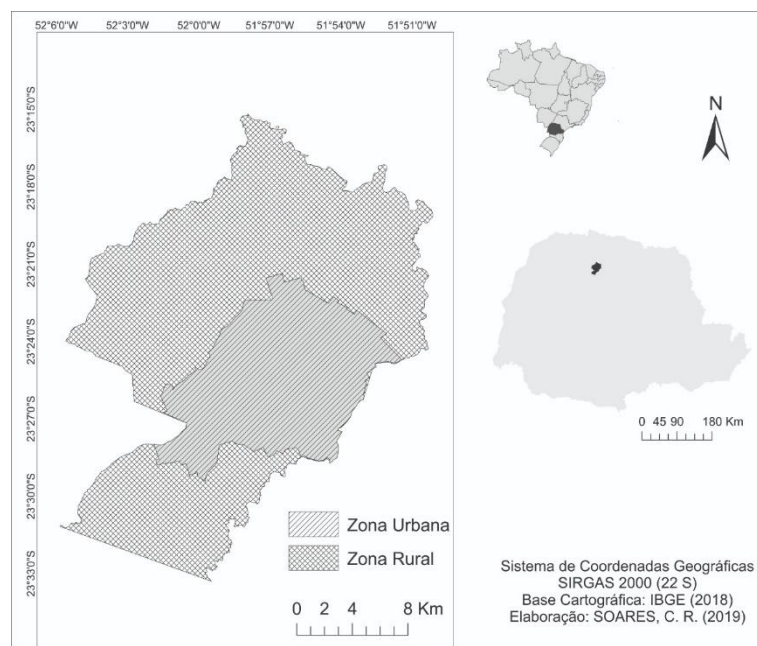 52°6'0"W 52°3'0"W 52°0'0"W 51°57'0"W 51°54'0"W 51°51'0"W
23°15'0"S
23°18'0"S
23°21'0"S
23°24'0"S
23°27'0"S
23°30'0"S
23°33'0"S
Zona Urbana
Zona Rural
0 2 4 8 Km
N
0 45 90 180 Km
Sistema de Coordenadas Geográficas
SIRGAS 2000 (22 S)
Base Cartográfica: IBGE (2018)
Elaboração: SOARES, C. R. (2019)